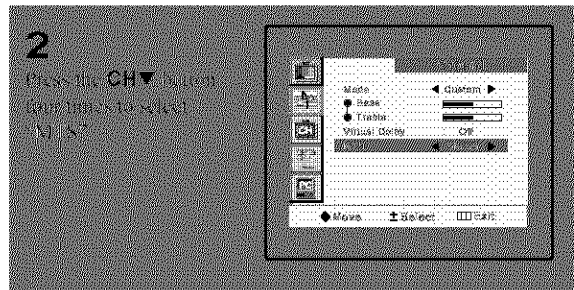 2
Press the CH▼ button
four times to select
Mode ◀ Custom ▶
Bass
Treble
Virtual Dolby Off
Move Select Exit